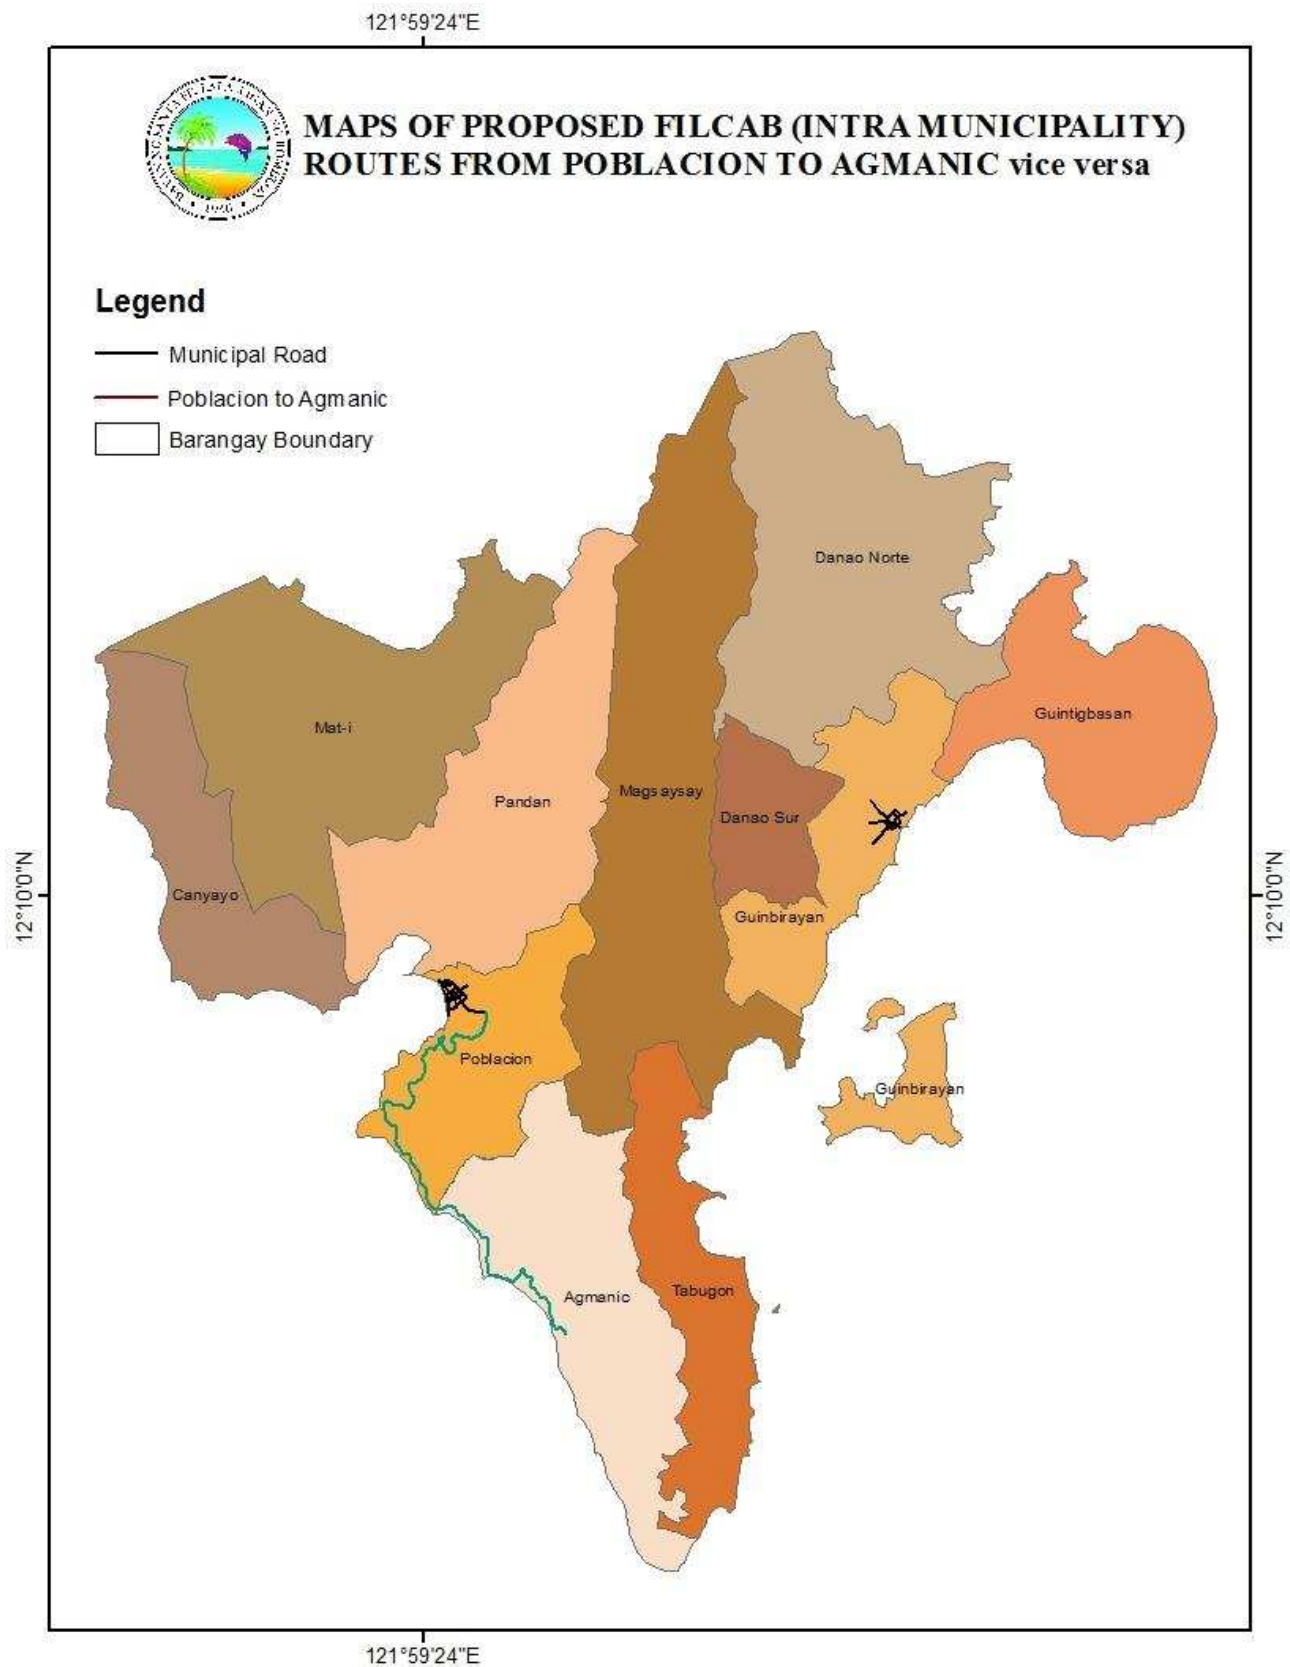 121°59'24"E
MAPS OF PROPOSED FILCAB (INTRA MUNICIPALITY)
ROUTES FROM POBLACION TO AGMANIC vice versa
Legend
Municipal Road
Poblacion to Agmanic
Barangay Boundary
Danao Norte
Guintigbasan
Mat-i
Magsaysay
Pandan
Danao Sur
12°10'0"N
12°10'0"N
Canyayo
Guinbirayan
Poblacion
Guinbirayan
Tabugon
Agmanic
121°59'24"E